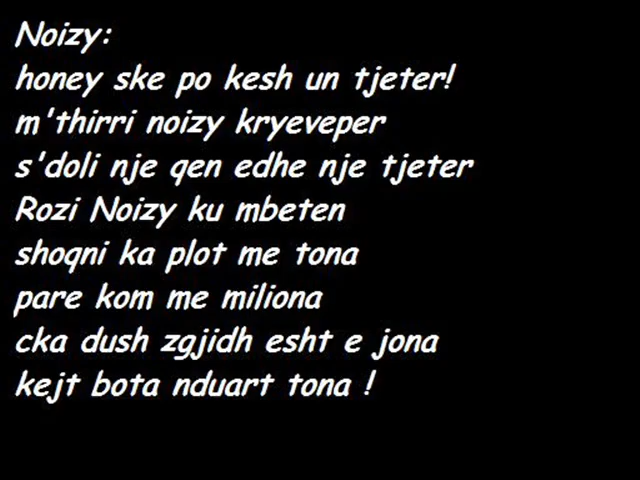 Noizy:
honey ske po kesh un tjeter!
m'thirri noizy kryeveper
s'doli nje qen edhe nje tjeter
Rozi Noizy ku mbeten
shoqni ka plot me tona
pare kom me miliona
cka dush zgjidh esht e jona
kejt bota nduart tona !